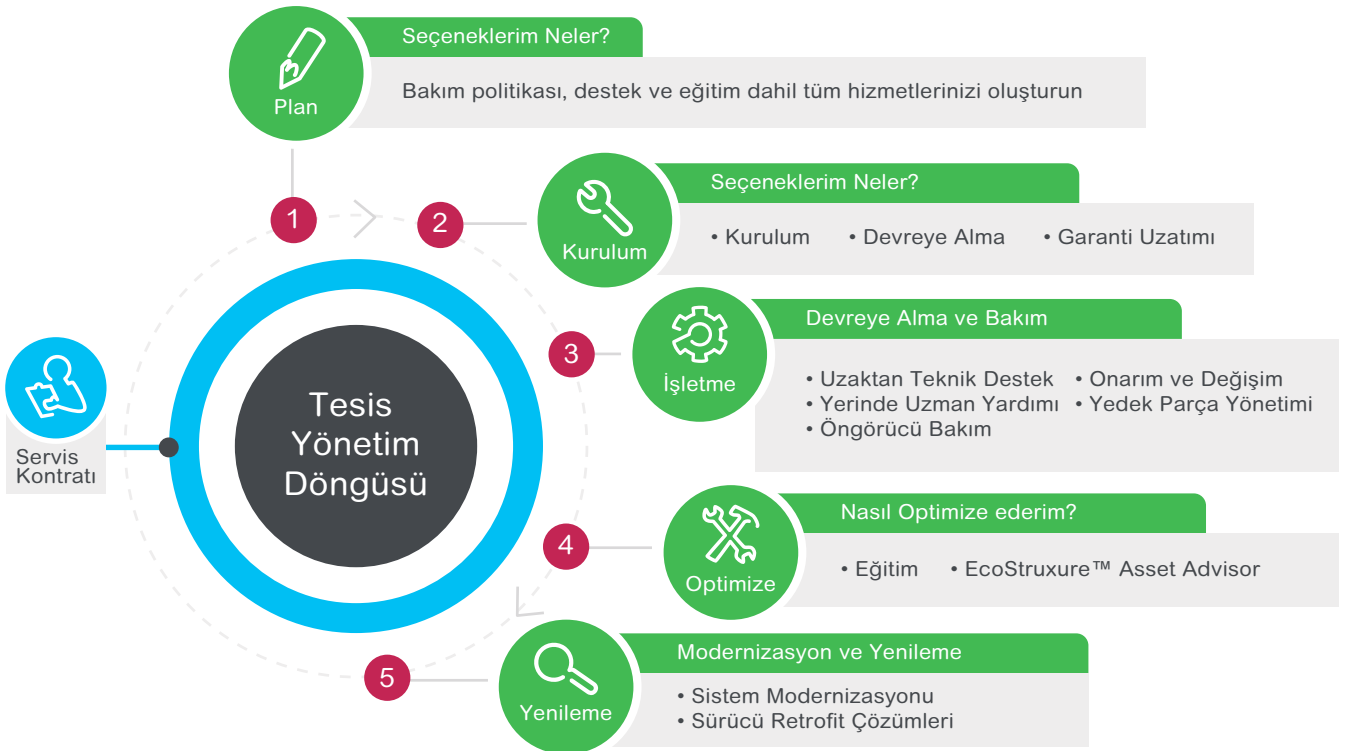 Seçeneklerim Neler?
Bakım politikası, destek ve eğitim dahil tüm hizmetlerinizi oluşturun
Plan
1
2
Seçeneklerim Neler?
• Kurulum • Devreye Alma • Garanti Uzatımı
Kurulum
3
Devreye Alma ve Bakım
İşletme
• Uzaktan Teknik Destek • Onarım ve Değişim
• Yerinde Uzman Yardımı • Yedek Parça Yönetimi
• Öngörücü Bakım
Tesis
Yönetim
Döngüsü
Servis
Kontratı
4
Nasıl Optimize ederim?
• Eğitim • EcoStruxure™ Asset Advisor
Optimize
5
Modernizasyon ve Yenileme
• Sistem Modernizasyonu
• Sürücü Retrofit Çözümleri
Yenileme